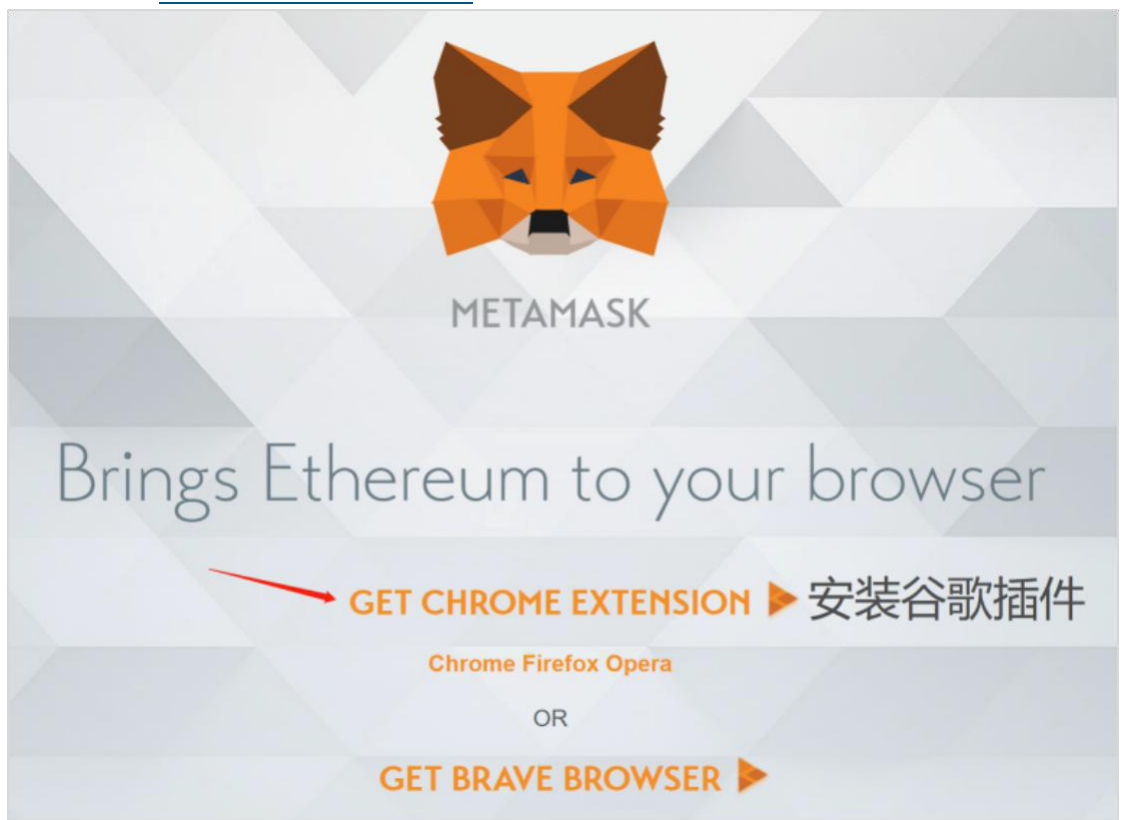 METAMASK
Brings Ethereum to your browser
GET CHROME EXTENSION 安装谷歌插件
Chrome Firefox Opera
OR
GET BRAVE BROWSER